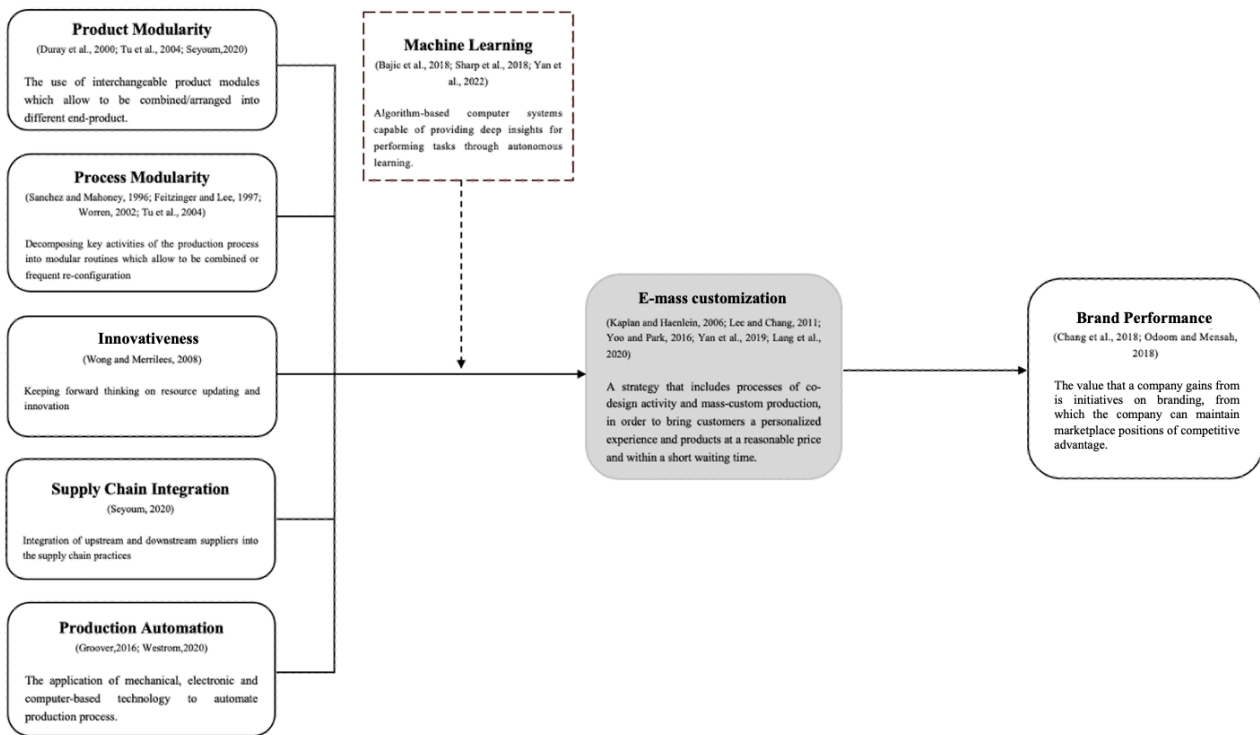 Product Modularity
(Duray et al., 2000; Tu et al., 2004; Seyoum,2020)
The use of interchangeable product modules
which allow to be combined/arranged into
different end-product.
Process Modularity
(Sanchez and Mahoney, 1996; Feitzinger and Lee, 1997;
Worren, 2002; Tu et al., 2004)
Decomposing key activities of the production process
into modular routines which allow to be combined or
frequent re-configuration
Innovativeness
(Wong and Merrilees, 2008)
Keeping forward thinking on resource updating and
innovation
Supply Chain Integration
(Seyoum, 2020)
Integration of upstream and downstream suppliers into
the supply chain practices
Production Automation
(Groover,2016; Westrom,2020)
The application of mechanical, electronic and
computer-based technology to automate
production process.
Machine Learning
(Bajic et al., 2018; Sharp et al., 2018; Yan et
al., 2022)
Algorithm-based computer systems
capable of providing deep insights for
performing tasks through autonomous
learning.
E-mass customization
(Kaplan and Haenlein, 2006; Lee and Chang, 2011;
Yoo and Park, 2016; Yan et al., 2019; Lang et al.,
2020)
A strategy that includes processes of co-
design activity and mass-custom production,
in order to bring customers a personalized
experience and products at a reasonable price
and within a short waiting time.
Brand Performance
(Chang et al., 2018; Odoom and Mensah,
2018)
The value that a company gains from
is initiatives on branding, from
which the company can maintain
marketplace positions of competitive
advantage.